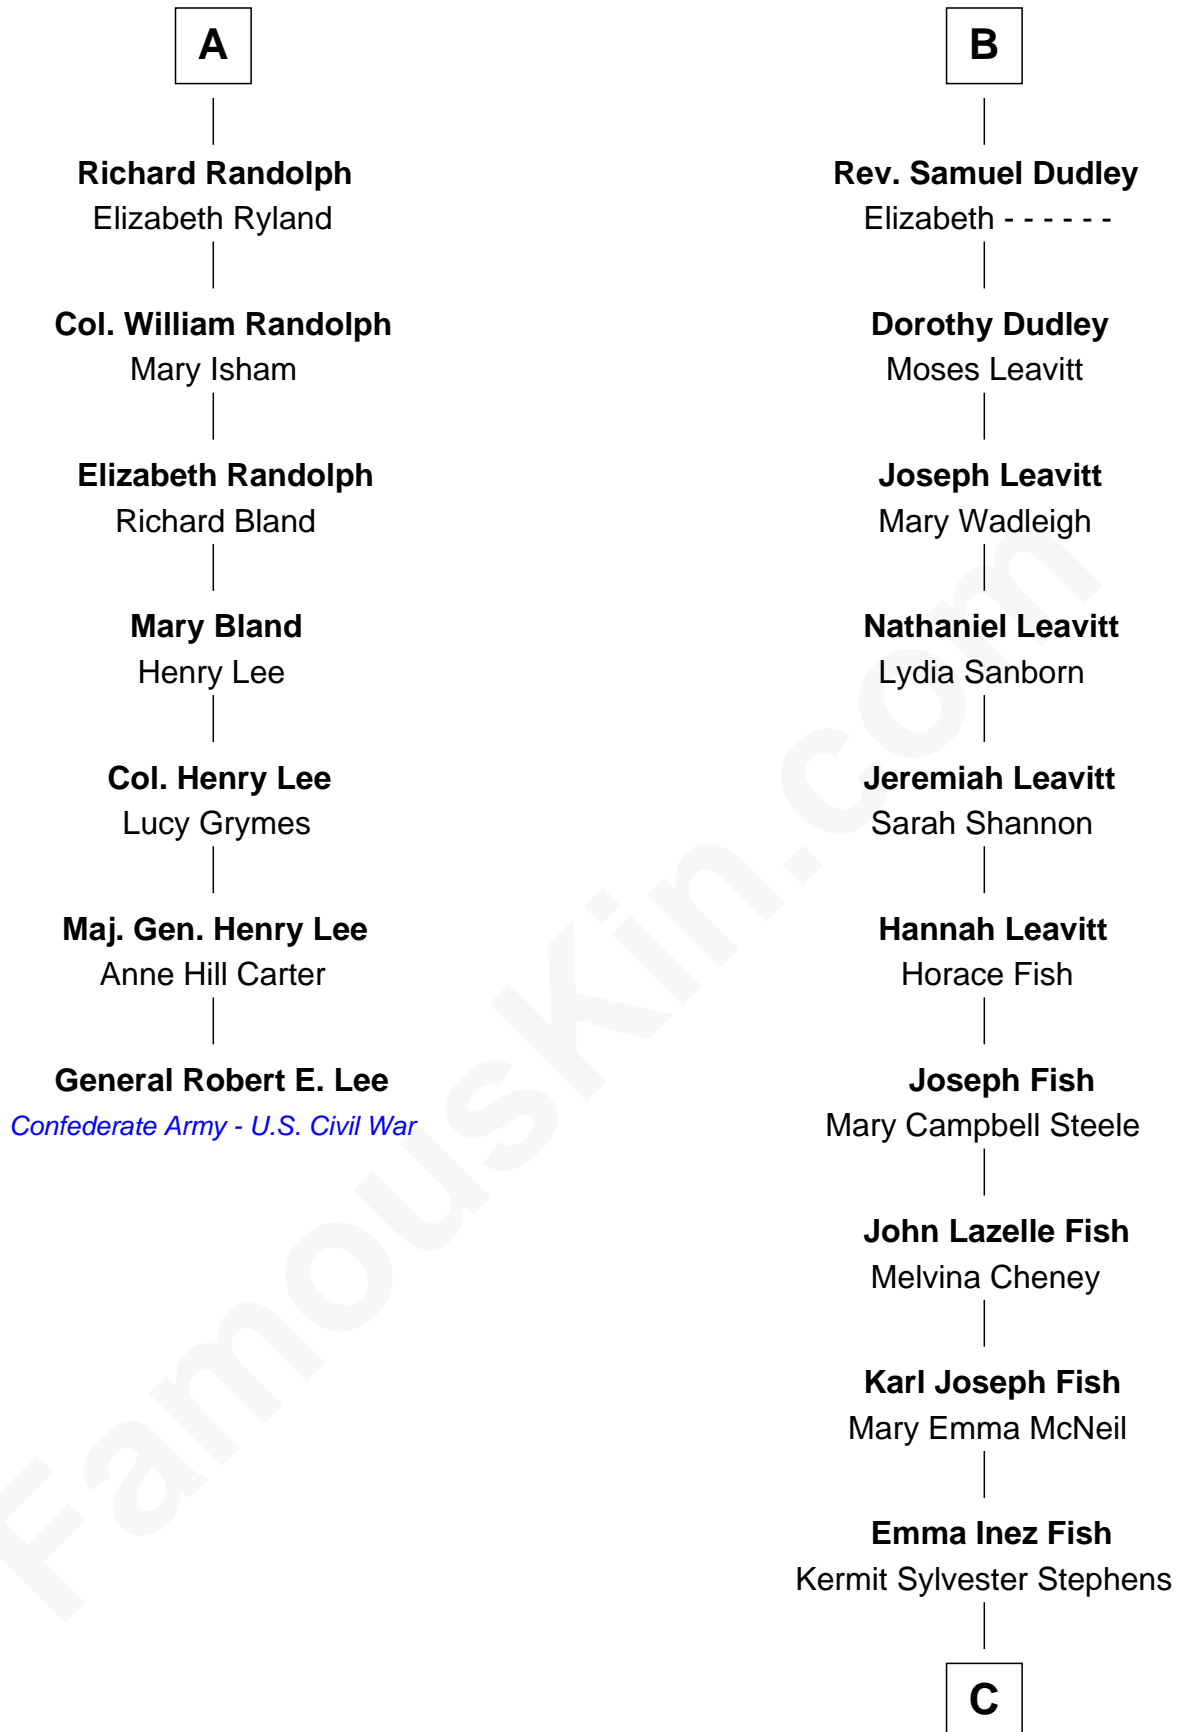 A
Richard Randolph
Elizabeth Ryland
Col. William Randolph
Mary Isham
Elizabeth Randolph
Richard Bland
Mary Bland
Henry Lee
Col. Henry Lee
Lucy Grymes
Maj. Gen. Henry Lee
Anne Hill Carter
General Robert E. Lee
Confederate Army - U.S. Civil War
B
Rev. Samuel Dudley
Elizabeth - - - - - -
Dorothy Dudley
Moses Leavitt
Joseph Leavitt
Mary Wadleigh
Nathaniel Leavitt
Lydia Sanborn
Jeremiah Leavitt
Sarah Shannon
Hannah Leavitt
Horace Fish
Joseph Fish
Mary Campbell Steele
John Lazelle Fish
Melvina Cheney
Karl Joseph Fish
Mary Emma McNeil
Emma Inez Fish
Kermit Sylvester Stephens
C
FamousKin.com